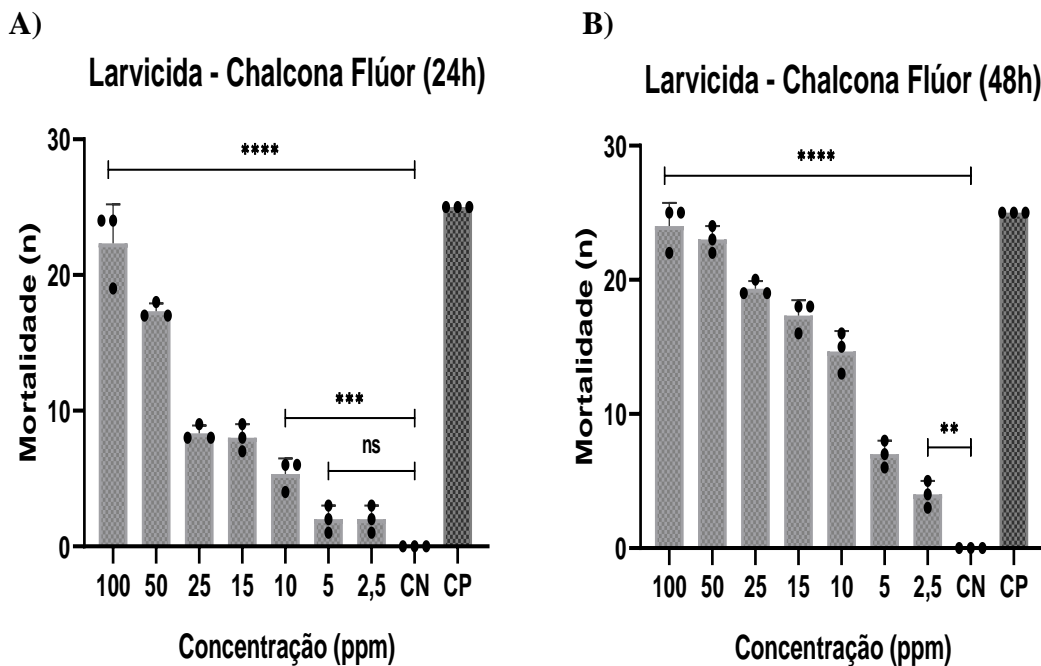 A)
Larvicida - Chalcona Flúor (24h)
Mortalidade (n)
30
20
10
0
****
***
ns
100 50 25 15 10 5 2,5 CN CP
Concentração (ppm)
B)
Larvicida - Chalcona Flúor (48h)
Mortalidade (n)
30
20
10
0
****
**
100 50 25 15 10 5 2,5 CN CP
Concentração (ppm)